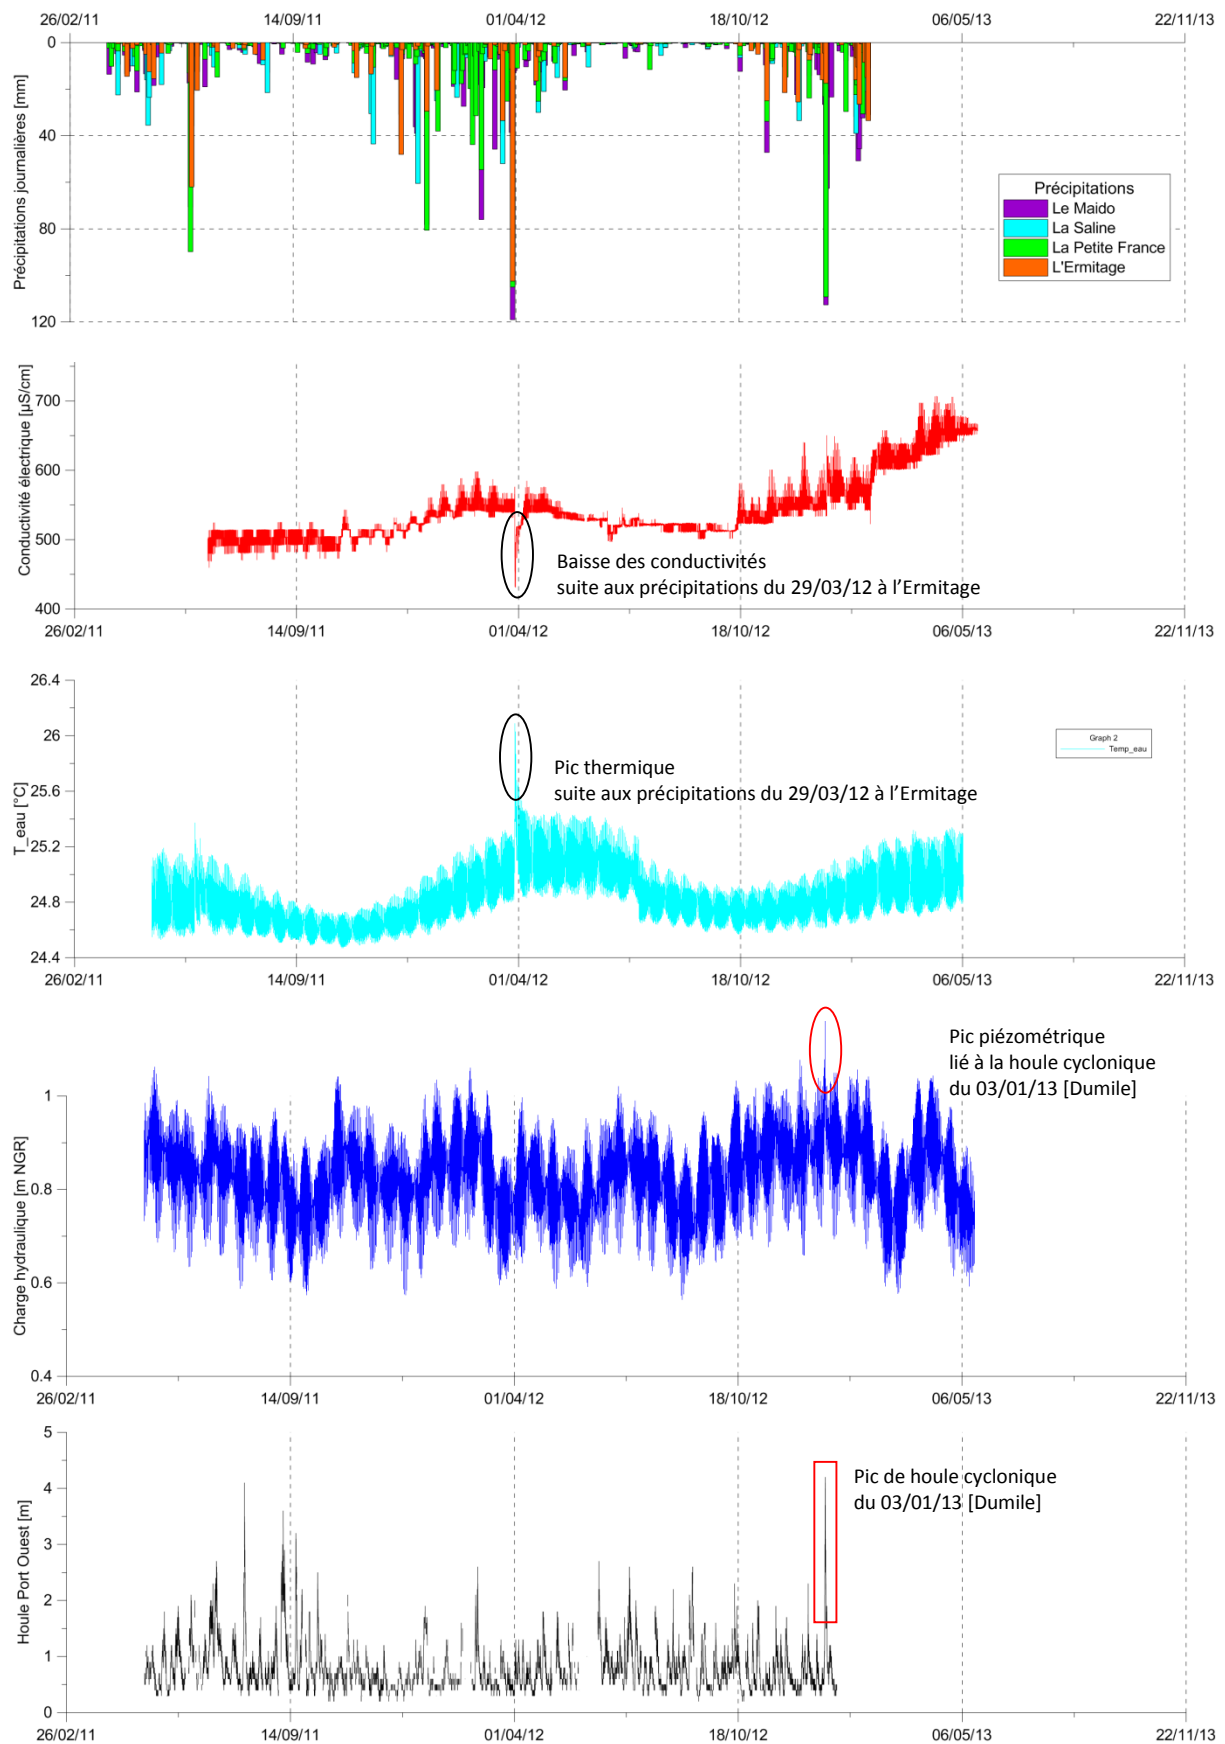 26/02/11 14/09/11 01/04/12 18/10/12 06/05/13 22/11/13
Précipitations journalières [mm]
0
40
80
120
Précipitations
Le Maido
La Saline
La Petite France
L'Ermitage
Conductivité électrique [µS/cm]
700
600
500
400
Baisse des conductivités
suite aux précipitations du 29/03/12 à l’Ermitage
26/02/11 14/09/11 01/04/12 18/10/12 06/05/13 22/11/13
T_eau [°C]
26.4
26
25.6
25.2
24.8
24.4
Graph 2
Temp_eau
Pic thermique
suite aux précipitations du 29/03/12 à l’Ermitage
26/02/11 14/09/11 01/04/12 18/10/12 06/05/13 22/11/13
Charge hydraulique [m NGR]
1
0.8
0.6
0.4
Pic piézométrique
lié à la houle cyclonique
du 03/01/13 [Dumile]
26/02/11 14/09/11 01/04/12 18/10/12 06/05/13 22/11/13
Houle Port Ouest [m]
5
4
3
2
1
0
Pic de houle cyclonique
du 03/01/13 [Dumile]
26/02/11 14/09/11 01/04/12 18/10/12 06/05/13 22/11/13